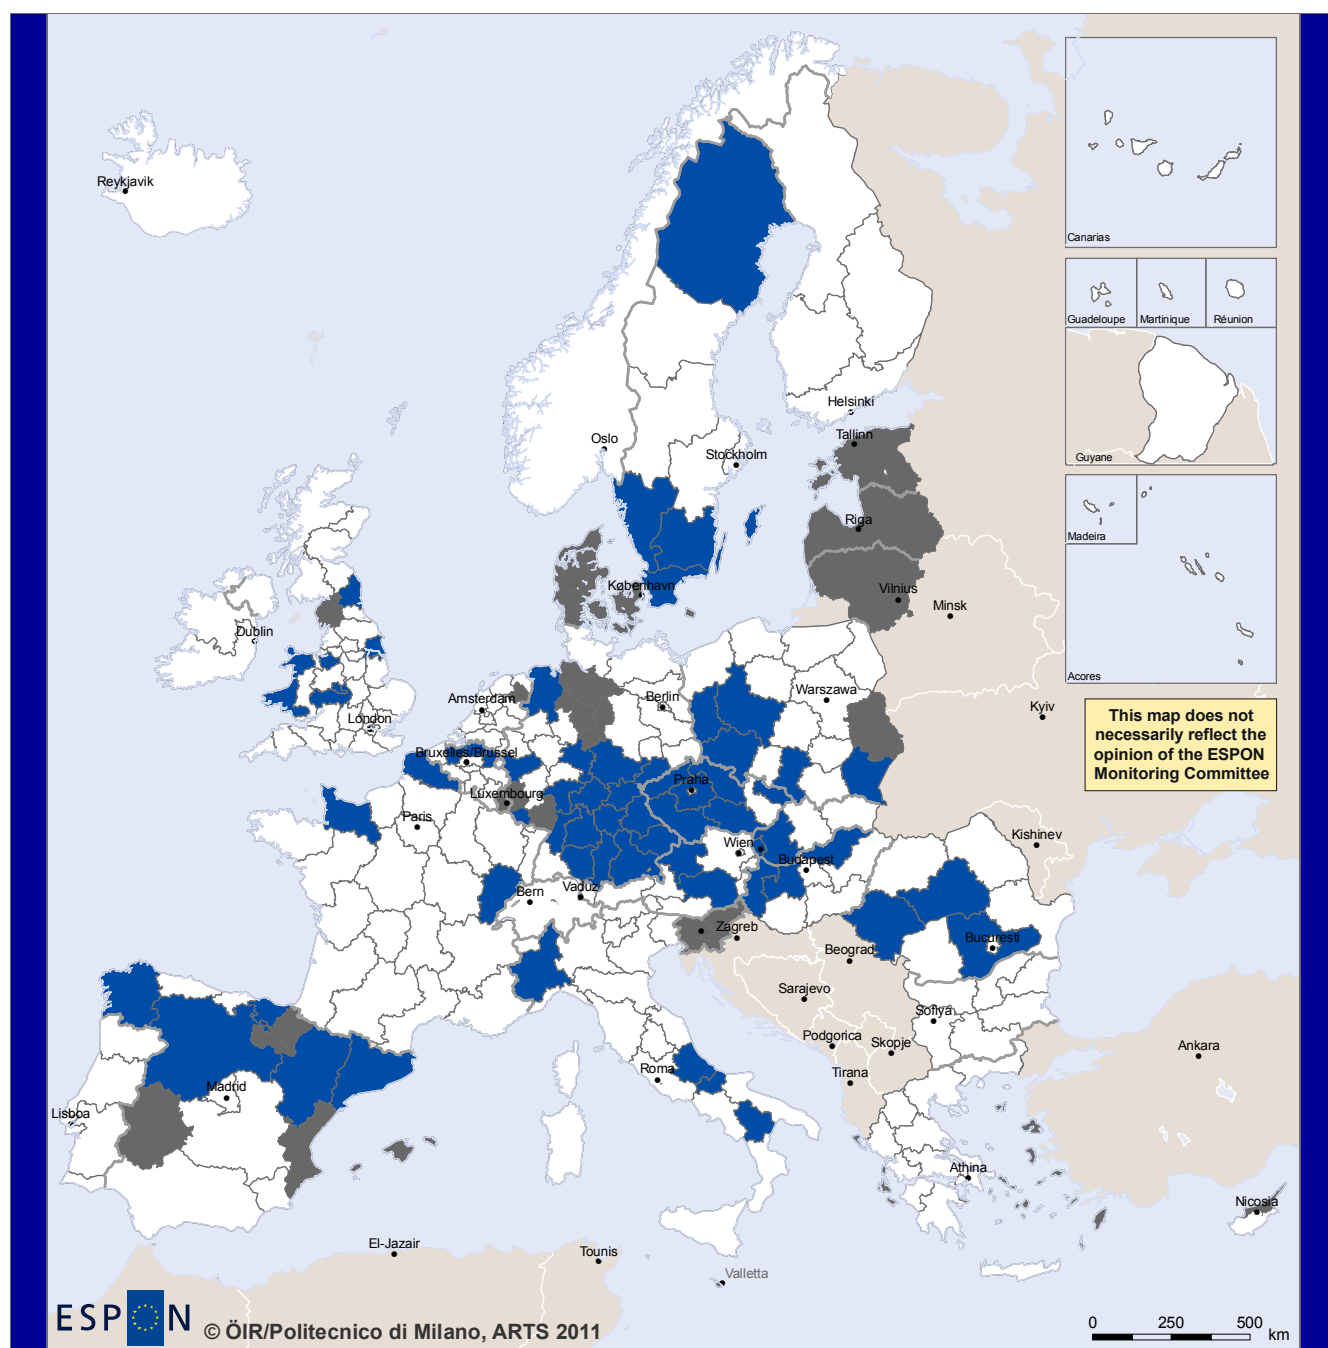 Reykjavik
Canarias
Guadeloupe
Martinique
Réunion
Helsinki
Tallinn
Oslo
Stockholm
Guyane
Riga
Madeira
København
Vilnius
Minsk
Dublin
Acores
Amsterdam
Berlin
Warszawa
Kyiv
London
This map does not
necessarily reflect the
opinion of the ESPON
Monitoring Committee
Bruxelles/Brussel
Praha
Luxembourg
Paris
Kishinev
Wien
Budapest
Bern
Vaduz
Zagreb
Bucuresti
Beograd
Sarajevo
Sofiya
Podgorica
Skopje
Ankara
Roma
Tirana
Madrid
Lisboa
Athina
Nicosia
El-Jazair
Tounis
Valletta
ESPON
© ÖIR/Politecnico di Milano, ARTS 2011
0 250 500
km